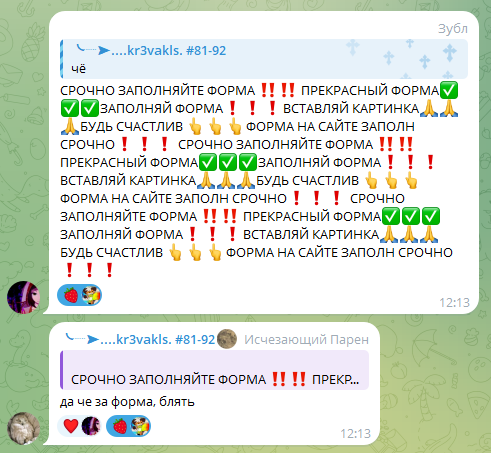 Зубл
╰┈➤....kr3vakls. #81-92
чё
СРОЧНО ЗАПОЛНЯЙТЕ ФОРМА ‼️‼️ ПРЕКРАСНЫЙ ФОРМА✅
✅✅ЗАПОЛНЯЙ ФОРМА❗❗❗ВСТАВЛЯЙ КАРТИНКА🙏🙏
🙏БУДЬ СЧАСТЛИВ 👆👆👆ФОРМА НА САЙТЕ ЗАПОЛН
СРОЧНО❗❗❗ СРОЧНО ЗАПОЛНЯЙТЕ ФОРМА ‼️‼️
ПРЕКРАСНЫЙ ФОРМА✅✅✅ЗАПОЛНЯЙ ФОРМА❗❗❗
ВСТАВЛЯЙ КАРТИНКА🙏🙏🙏БУДЬ СЧАСТЛИВ 👆👆👆
ФОРМА НА САЙТЕ ЗАПОЛН СРОЧНО❗❗❗ СРОЧНО
ЗАПОЛНЯЙТЕ ФОРМА ‼️‼️ ПРЕКРАСНЫЙ ФОРМА✅✅✅
ЗАПОЛНЯЙ ФОРМА❗❗❗ВСТАВЛЯЙ КАРТИНКА🙏🙏🙏
БУДЬ СЧАСТЛИВ 👆👆👆ФОРМА НА САЙТЕ ЗАПОЛН СРОЧНО
❗❗❗
12:13
╰┈➤....kr3vakls. #81-92 Исчезающий Парен
СРОЧНО ЗАПОЛНЯЙТЕ ФОРМА ‼️‼️ ПРЕКР...
да че за форма, блять
12:13